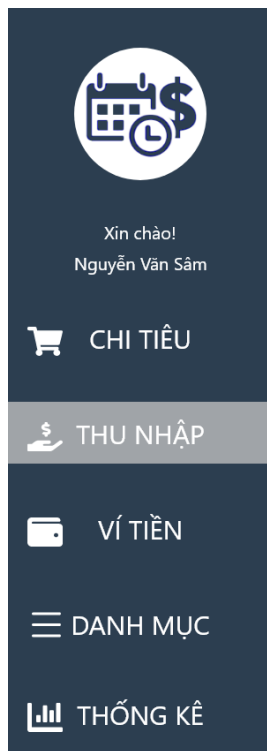 Xin chào!
Nguyễn Văn Sâm
CHI TIÊU
THU NHẬP
VÍ TIỀN
DANH MỤC
THỐNG KÊ